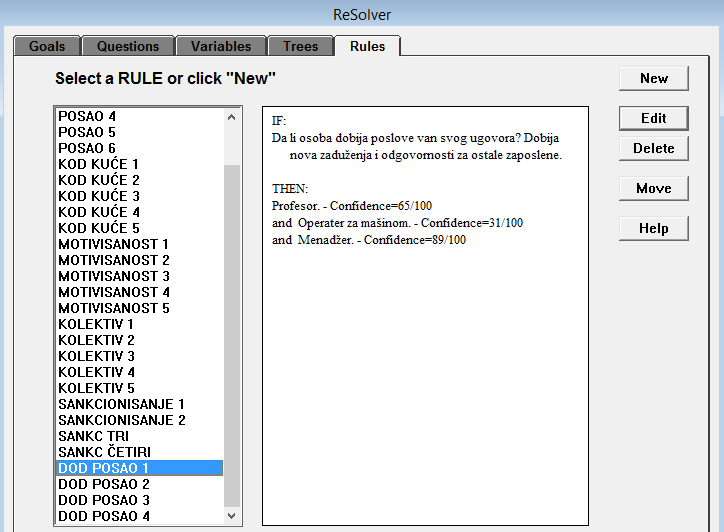 ReSolver
Goals Questions Variables Trees Rules
Select a RULE or click "New"
New
Edit
Delete
Move
Help
POSAO 4
POSAO 5
POSAO 6
KOD KUĆE 1
KOD KUĆE 2
KOD KUĆE 3
KOD KUĆE 4
KOD KUĆE 5
MOTIVISANOST 1
MOTIVISANOST 2
MOTIVISANOST 3
MOTIVISANOST 4
MOTIVISANOST 5
KOLEKTIV 1
KOLEKTIV 2
KOLEKTIV 3
KOLEKTIV 4
KOLEKTIV 5
SANKCIONISANJE 1
SANKCIONISANJE 2
SANKC TRI
SANKC ČETIRI
DOD POSAO 1
DOD POSAO 2
DOD POSAO 3
DOD POSAO 4
IF:
Da li osoba dobija poslove van svog ugovora? Dobija
nova zaduženja i odgovornosti za ostale zaposlene.
THEN:
Profesor. - Confidence=65/100
and Operater za mašinom. - Confidence=31/100
and Menadžer. - Confidence=89/100